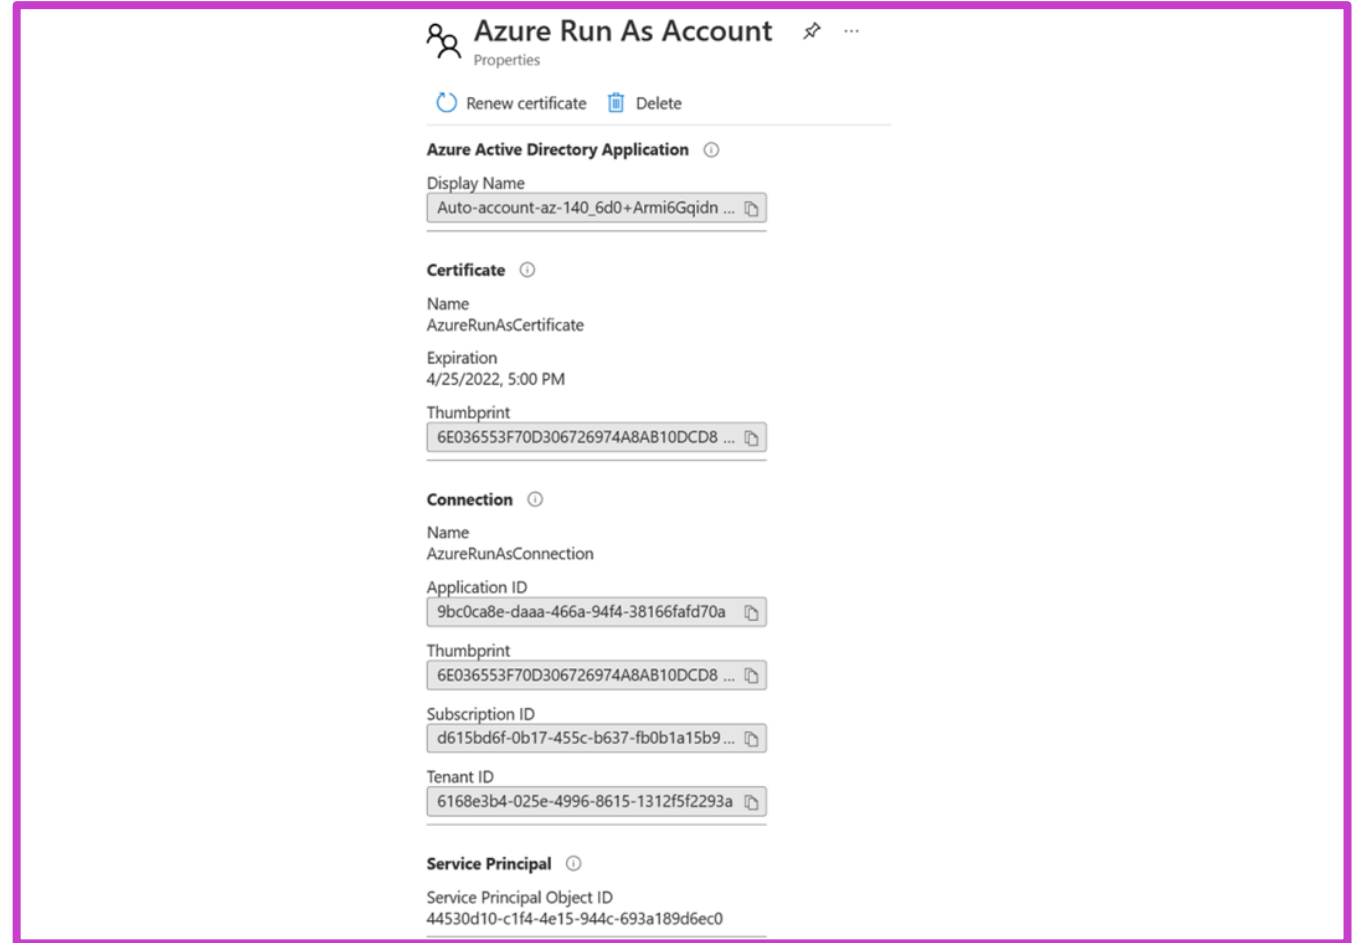 Azure Run As Account
Properties
Renew certificate Delete
Azure Active Directory Application
Display Name
Auto-account-az-140_6d0+Armi6Gqidn ...
Certificate
Name
AzureRunAsCertificate
Expiration
4/25/2022, 5:00 PM
Thumbprint
6E036553F70D306726974A8AB10DCD8 ...
Connection
Name
AzureRunAsConnection
Application ID
9bc0ca8e-daaa-466a-94f4-38166fafd70a
Thumbprint
6E036553F70D306726974A8AB10DCD8 ...
Subscription ID
d615bd6f-0b17-455c-b637-fb0b1a15b9 ...
Tenant ID
6168e3b4-025e-4996-8615-1312f5f2293a
Service Principal
Service Principal Object ID
44530d10-c1f4-4e15-944c-693a189d6ec0